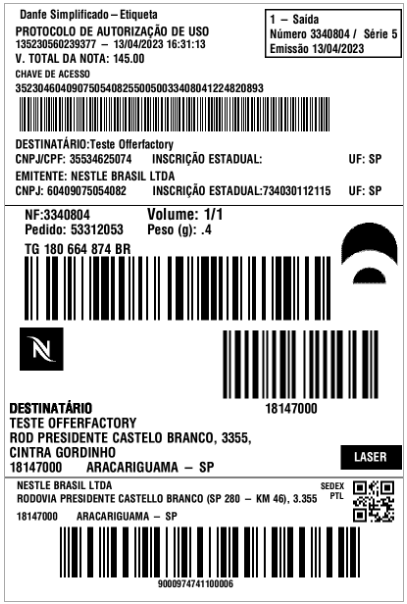 Danfe Simplificado – Etiqueta
PROTOCOLO DE AUTORIZAÇÃO DE USO
135230560239377 – 13/04/2023 16:31:13
V. TOTAL DA NOTA: 145.00
CHAVE DE ACESSO
35230460409075054082550050033408041224820893
1 – Saída
Número 3340804 / Série 5
Emissão 13/04/2023
DESTINATÁRIO:Teste Offerfactory
CNPJ/CPF: 35534625074 INSCRIÇÃO ESTADUAL: UF: SP
EMITENTE: NESTLE BRASIL LTDA
CNPJ: 60409075054082 INSCRIÇÃO ESTADUAL:734030112115 UF: SP
NF:3340804 Volume: 1/1
Pedido: 53312053 Peso (g): .4
TG 180 664 874 BR
N
18147000
DESTINATÁRIO
TESTE OFFERFACTORY
ROD PRESIDENTE CASTELO BRANCO, 3355,
CINTRA GORDINHO
18147000 ARACARIGUAMA – SP
LASER
NESTLE BRASIL LTDA
RODOVIA PRESIDENTE CASTELLO BRANCO (SP 280 – KM 46), 3.355
18147000 ARACARIGUAMA – SP
SEDEX
PTL
9000974741100006